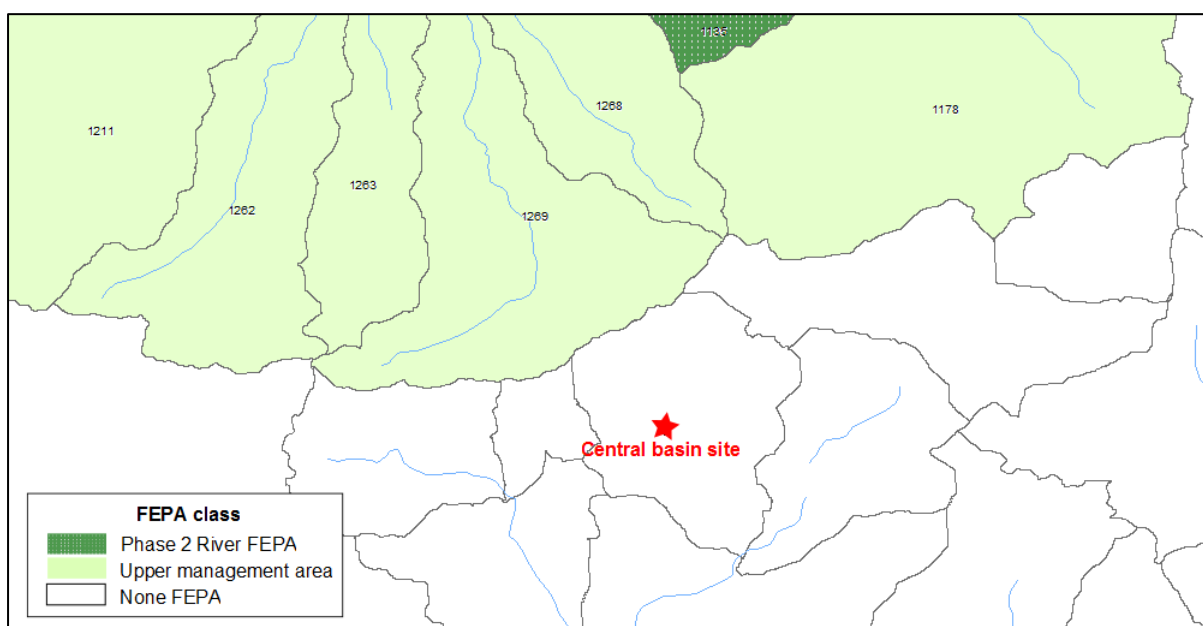 1135
1268
1178
1211
1263
1262
1269
Central basin site
FEPA class
Phase 2 River FEPA
Upper management area
None FEPA